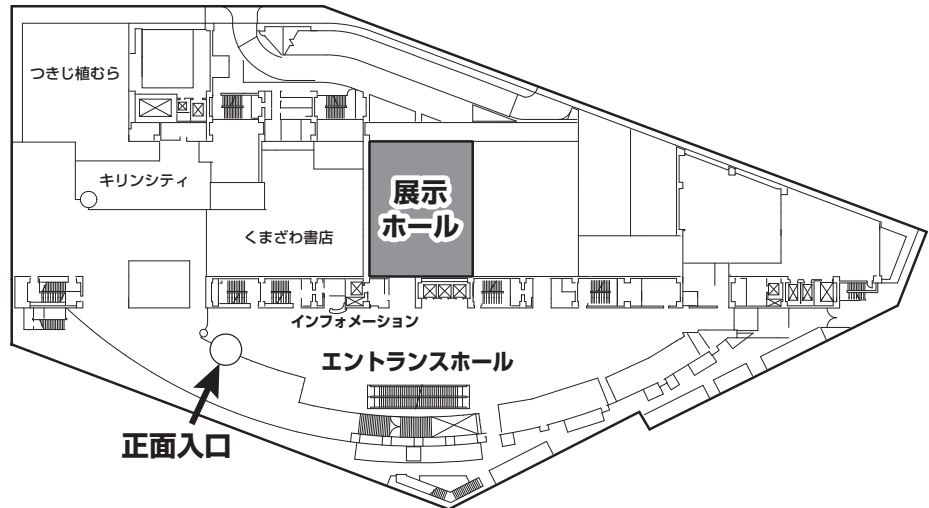 つきじ植むら
キリンシティ
展示
ホール
くまざわ書店
インフォメーション
エントランスホール
正面入口